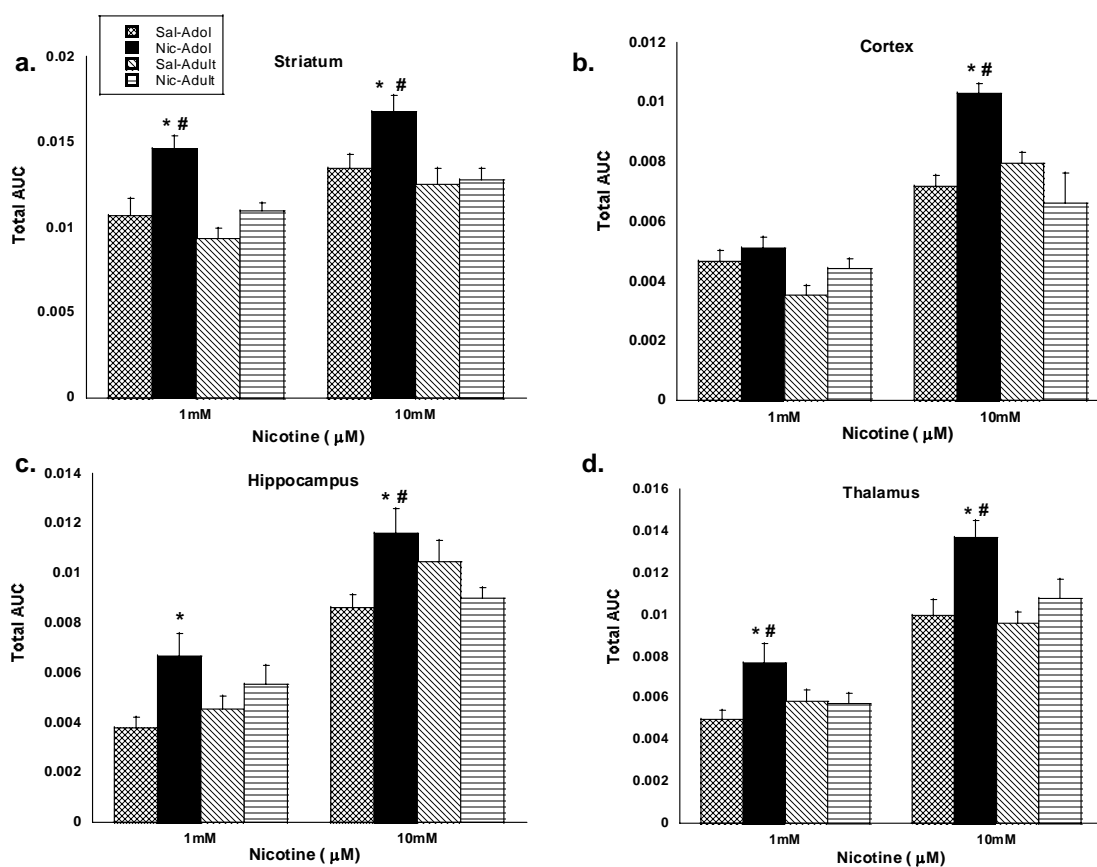 Sal-Adol
Nic-Adol
Sal-Adult
Nic-Adult
a.
Striatum
0.02
0.015
0.01
0.005
0
Total AUC
* #
* #
1mM
10mM
Nicotine ( μM)
b.
Cortex
0.012
0.01
0.008
0.006
0.004
0.002
0
Total AUC
* #
1mM
10mM
Nicotine ( μM)
c.
Hippocampus
0.014
0.012
0.01
0.008
0.006
0.004
0.002
0
Total AUC
*
* #
1mM
10mM
Nicotine ( μM)
d.
Thalamus
0.016
0.014
0.012
0.01
0.008
0.006
0.004
0.002
0
Total AUC
* #
* #
1mM
10mM
Nicotine ( μM)